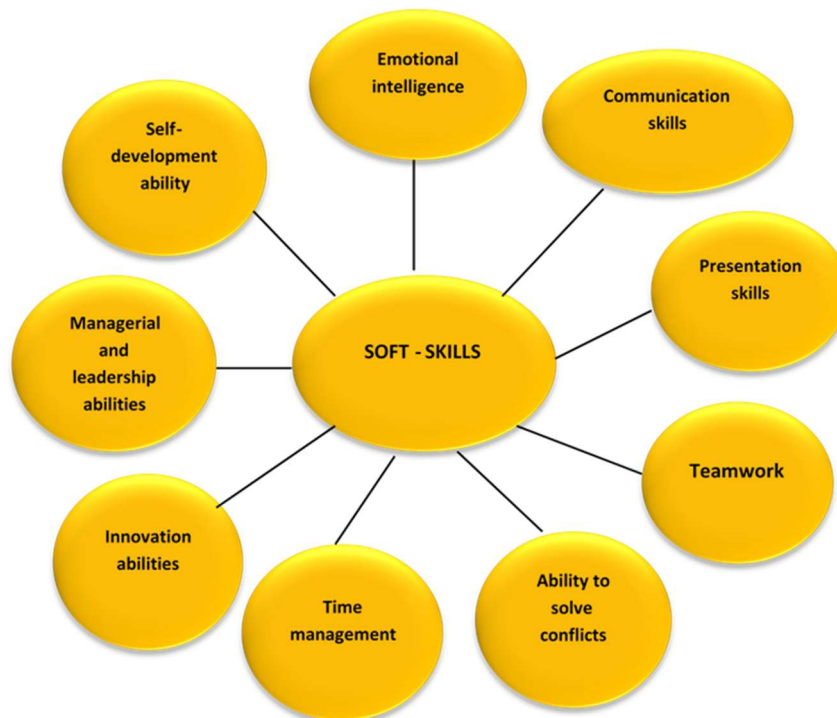 Emotional
intelligence
Communication
skills
Self-
development
ability
Presentation
skills
SOFT - SKILLS
Managerial
and
leadership
abilities
Teamwork
Innovation
abilities
Time
management
Ability to
solve
conflicts